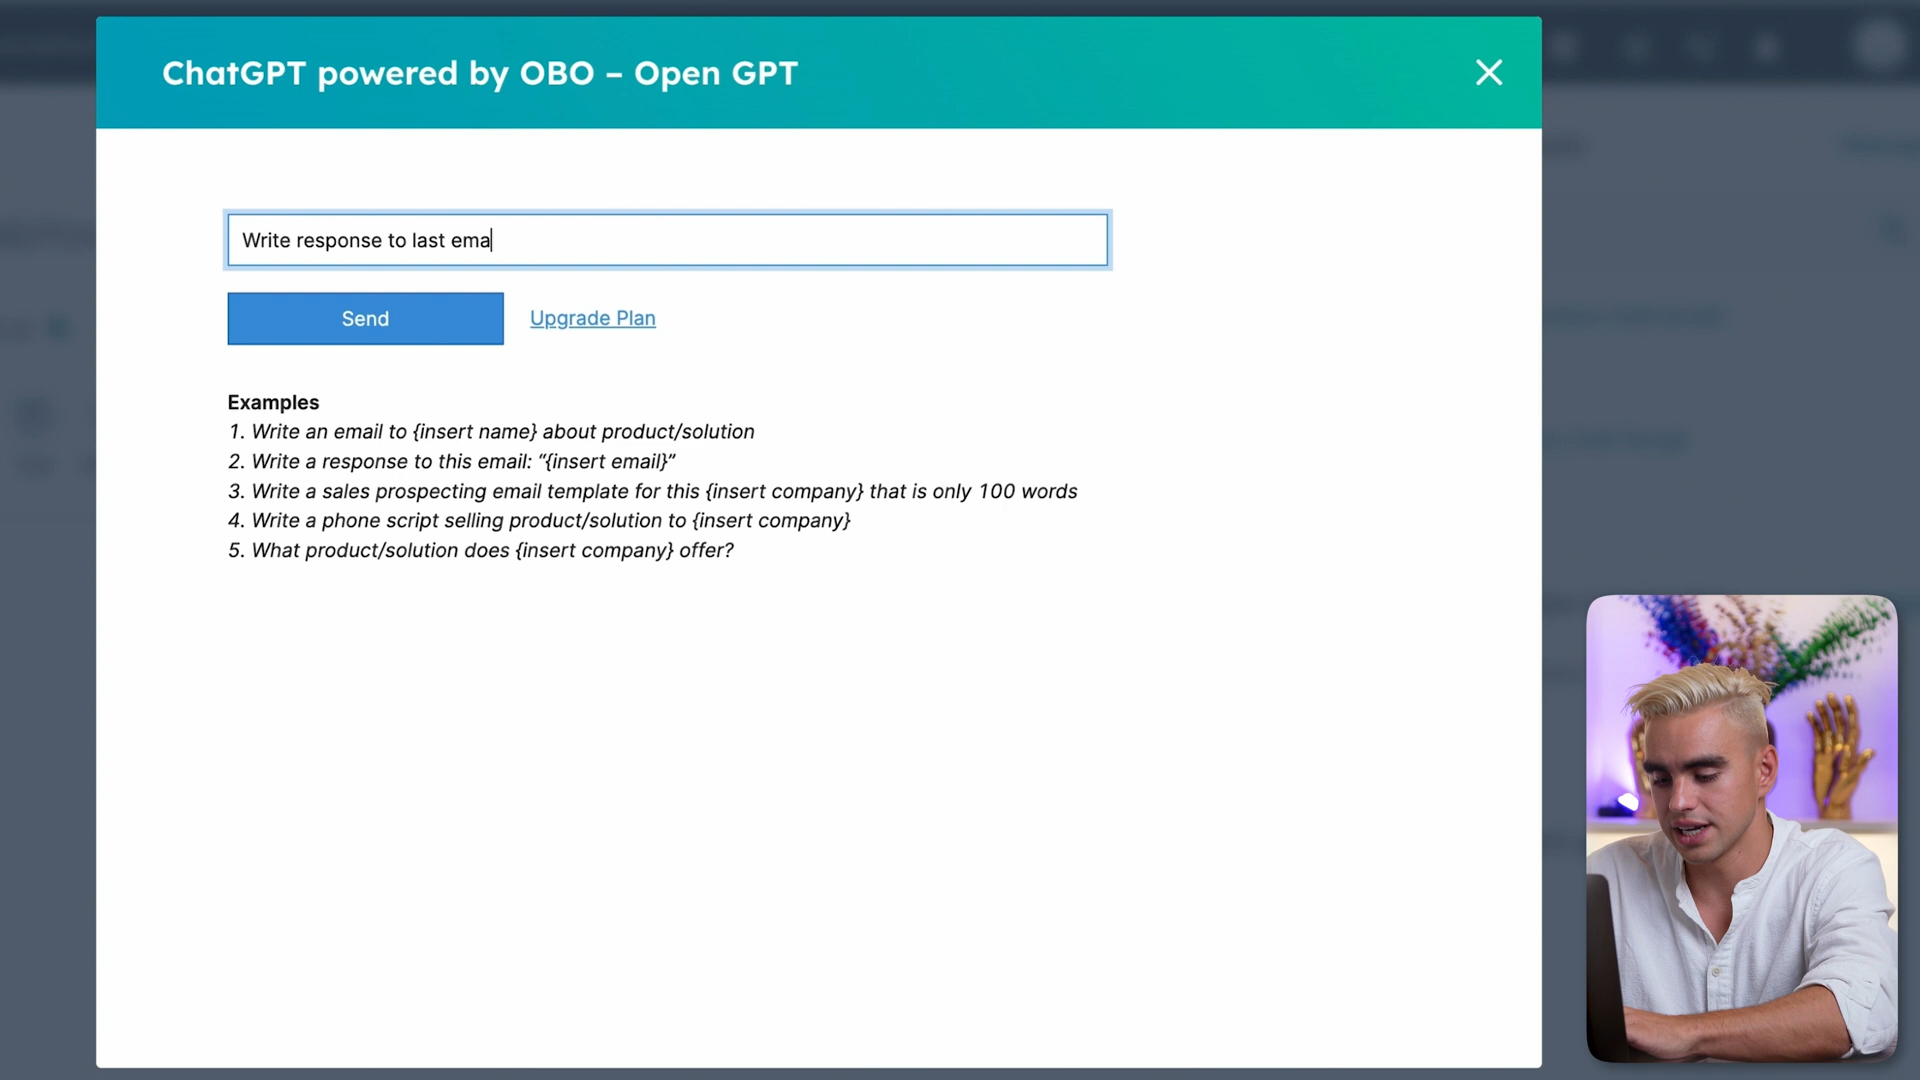 ChatGPT powered by OBO – Open GPT
Write response to last ema
Send
Upgrade Plan
Examples
1. Write an email to {insert name} about product/solution
2. Write a response to this email: “{insert email}”
3. Write a sales prospecting email template for this {insert company} that is only 100 words
4. Write a phone script selling product/solution to {insert company}
5. What product/solution does {insert company} offer?